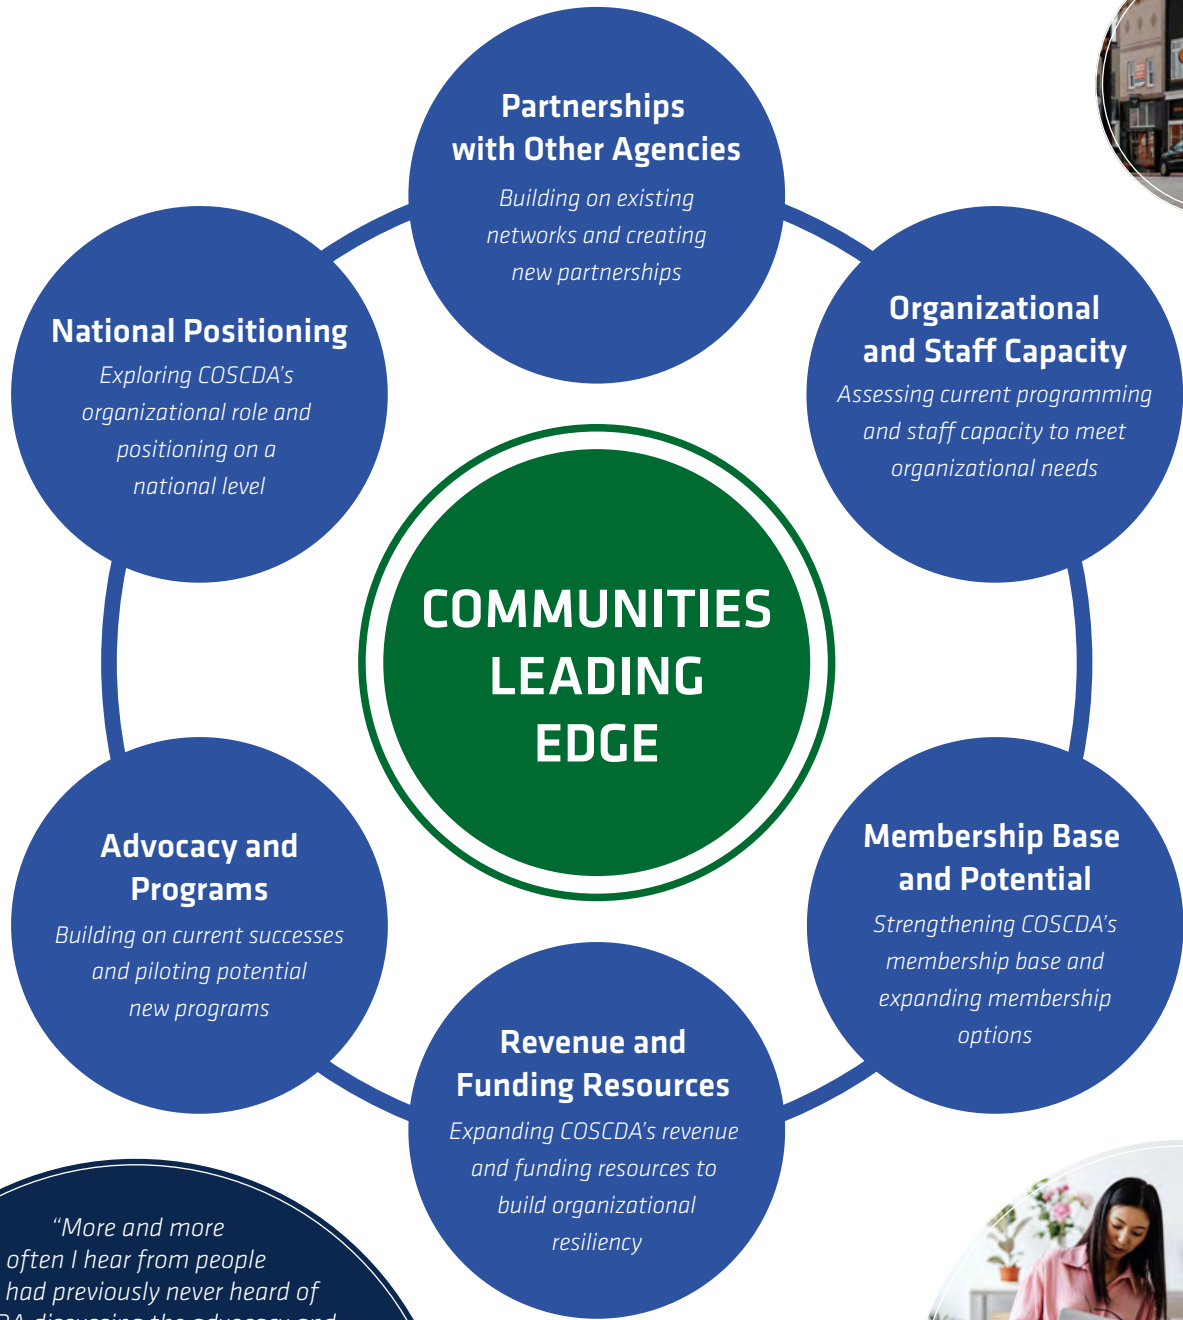 Partnerships
with Other Agencies
Building on existing
networks and creating
new partnerships
National Positioning
Exploring COSCDA's
organizational role and
positioning on a
national level
Organizational
and Staff Capacity
Assessing current programming
and staff capacity to meet
organizational needs
COMMUNITIES
LEADING
EDGE
Advocacy and
Programs
Building on current successes
and piloting potential
new programs
Membership Base
and Potential
Strengthening COSCDA's
membership base and
expanding membership
options
Revenue and
Funding Resources
Expanding COSCDA's revenue
and funding resources to
build organizational
resiliency
“More and more
often I hear from people
had previously never heard of
discussing the advocacy and